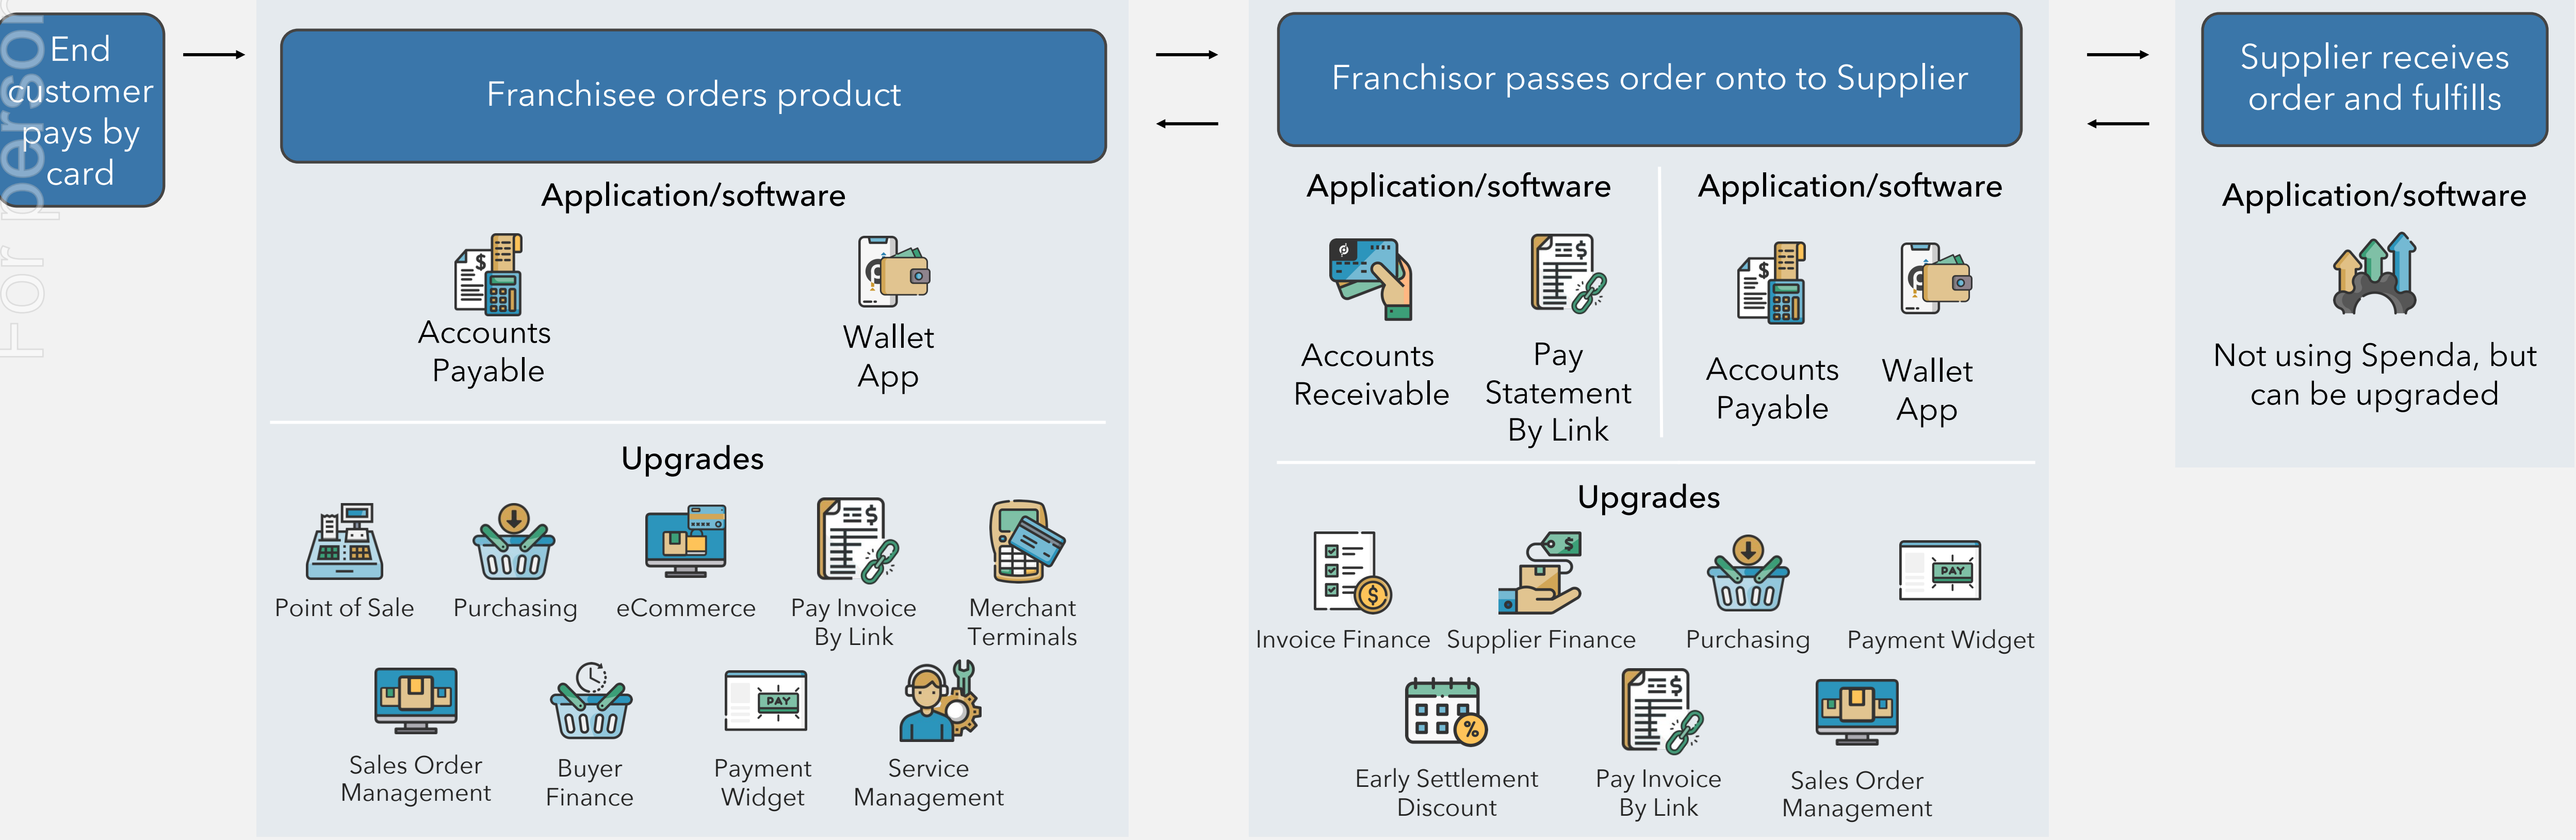 For person
End
customer
pays by
card
Franchisee orders product
Application/software
Accounts
Payable
Wallet
App
Upgrades
Point of Sale
Purchasing
eCommerce
Pay Invoice
By Link
Merchant
Terminals
Sales Order
Management
Buyer
Finance
PAY
Payment
Widget
Service
Management
Franchisor passes order onto to Supplier
Application/software
Accounts
Receivable
Pay
Statement
By Link
Application/software
Accounts
Payable
Wallet
App
Upgrades
Invoice Finance
Supplier Finance
Purchasing
PAY
Payment Widget
Early Settlement
Discount
Pay Invoice
By Link
Sales Order
Management
Supplier receives
order and fulfills
Application/software
Not using Spenda, but
can be upgraded